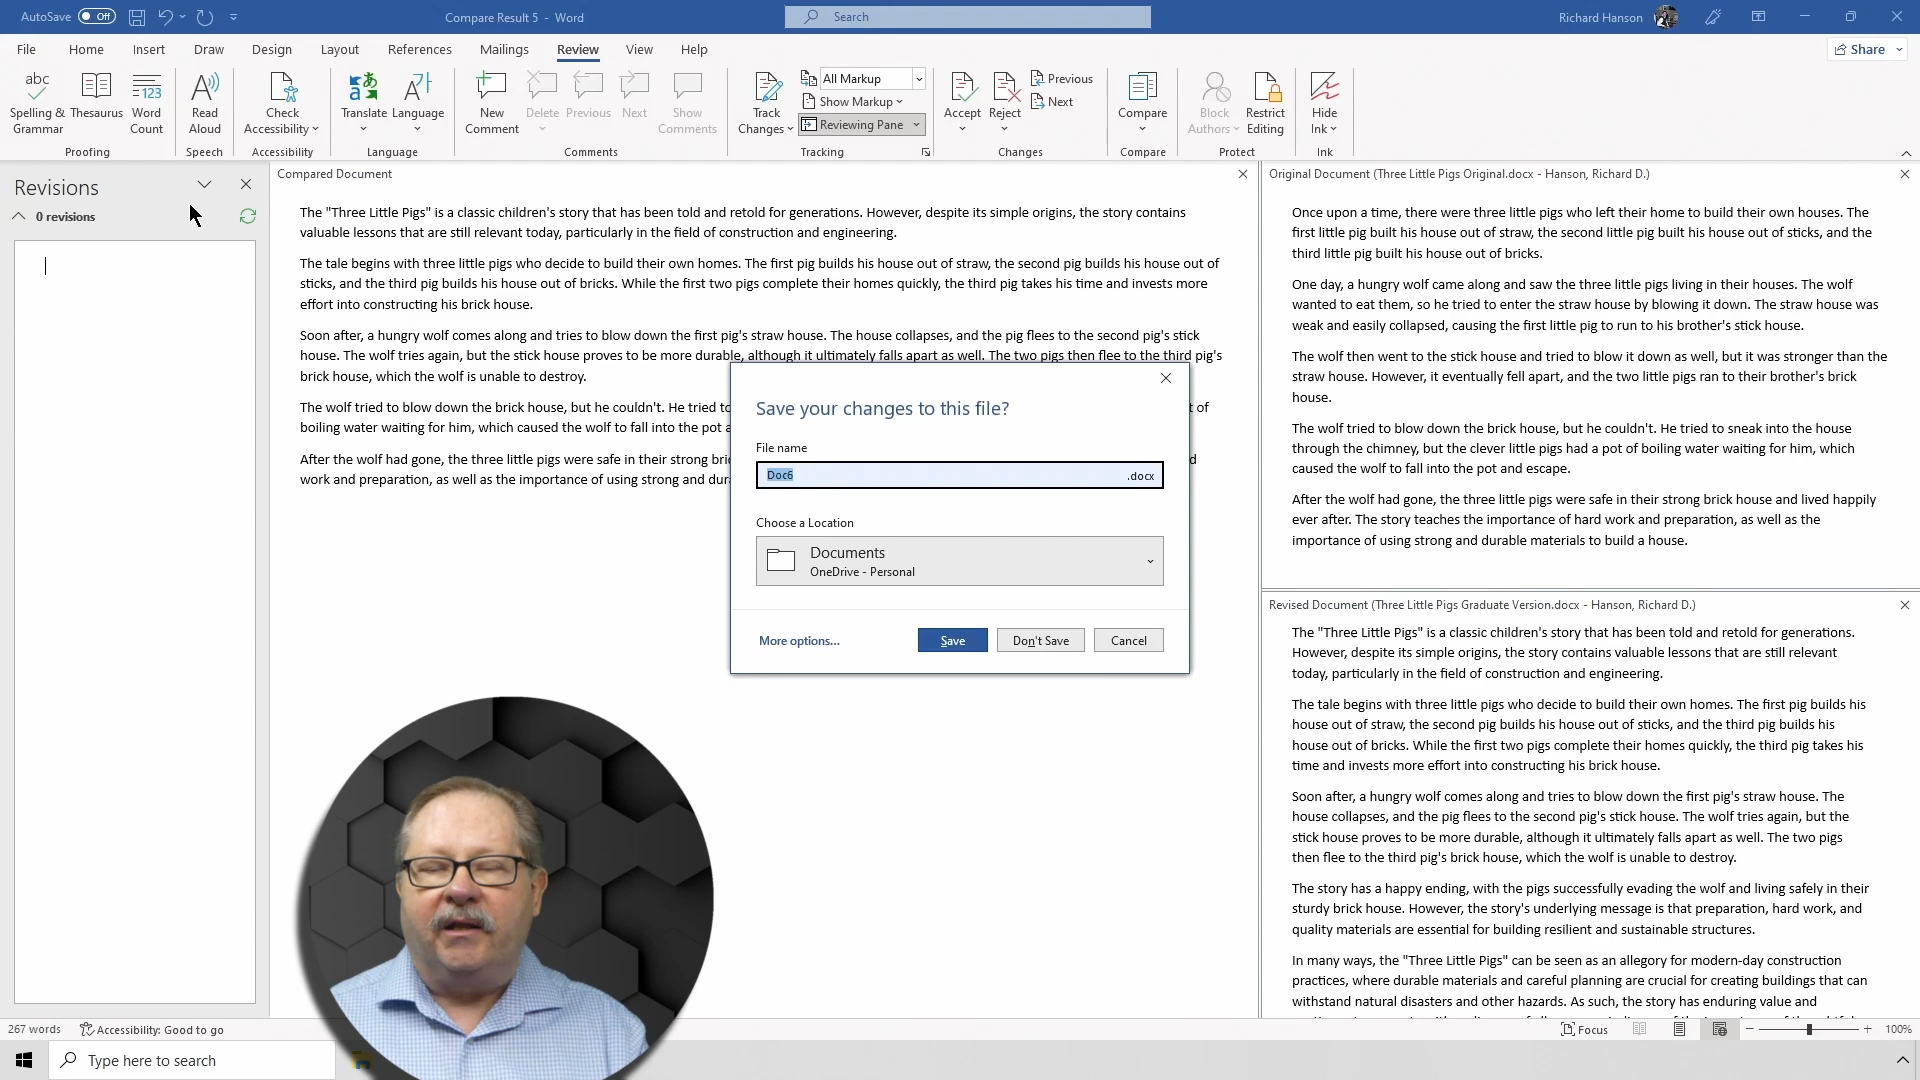 AutoSave Off
Compare Result 5 - Word
Search
Richard Hanson
File Home Insert Draw Design Layout References Mailings Review View Help
Share
abc
Spelling &
Grammar
Thesaurus
123
Word
Count
Proofing
Read
Aloud
Speech
Check
Accessibility
Accessibility
Translate
Language
Language
New
Comment
Delete
Previous
Next
Show
Comments
Comments
Track
Changes
All Markup
Show Markup
Reviewing Pane
Tracking
Accept
Reject
Previous
Next
Changes
Compare
Compare
Block
Authors
Restrict
Editing
Protect
Hide
Ink
Ink
Revisions
0 revisions
Compared Document
The "Three Little Pigs" is a classic children's story that has been told and retold for generations. However, despite its simple origins, the story contains
valuable lessons that are still relevant today, particularly in the field of construction and engineering.
The tale begins with three little pigs who decide to build their own homes. The first pig builds his house out of straw, the second pig builds his house out of
sticks, and the third pig builds his house out of bricks. While the first two pigs complete their homes quickly, the third pig takes his time and invests more
effort into constructing his brick house.
Soon after, a hungry wolf comes along and tries to blow down the first pig's straw house. The house collapses, and the pig flees to the second pig's stick
house. The wolf tries again, but the stick house proves to be more durable, although it ultimately falls apart as well. The two pigs then flee to the third pig's
brick house, which the wolf is unable to destroy.
The wolf tried to blow down the brick house, but he couldn't. He tried to
t of
boiling water waiting for him, which caused the wolf to fall into the pot a
After the wolf had gone, the three little pigs were safe in their strong bri
d
work and preparation, as well as the importance of using strong and dur
Save your changes to this file?
File name
Doc6
.docx
Choose a Location
Documents
OneDrive - Personal
More options...
Save
Don't Save
Cancel
Original Document (Three Little Pigs Original.docx - Hanson, Richard D.)
Once upon a time, there were three little pigs who left their home to build their own houses. The
first little pig built his house out of straw, the second little pig built his house out of sticks, and the
third little pig built his house out of bricks.
One day, a hungry wolf came along and saw the three little pigs living in their houses. The wolf
wanted to eat them, so he tried to enter the straw house by blowing it down. The straw house was
weak and easily collapsed, causing the first little pig to run to his brother's stick house.
The wolf then went to the stick house and tried to blow it down as well, but it was stronger than the
straw house. However, it eventually fell apart, and the two little pigs ran to their brother's brick
house.
The wolf tried to blow down the brick house, but he couldn't. He tried to sneak into the house
through the chimney, but the clever little pigs had a pot of boiling water waiting for him, which
caused the wolf to fall into the pot and escape.
After the wolf had gone, the three little pigs were safe in their strong brick house and lived happily
ever after. The story teaches the importance of hard work and preparation, as well as the
importance of using strong and durable materials to build a house.
Revised Document (Three Little Pigs Graduate Version.docx - Hanson, Richard D.)
The "Three Little Pigs" is a classic children's story that has been told and retold for generations.
However, despite its simple origins, the story contains valuable lessons that are still relevant
today, particularly in the field of construction and engineering.
The tale begins with three little pigs who decide to build their own homes. The first pig builds his
house out of straw, the second pig builds his house out of sticks, and the third pig builds his
house out of bricks. While the first two pigs complete their homes quickly, the third pig takes his
time and invests more effort into constructing his brick house.
Soon after, a hungry wolf comes along and tries to blow down the first pig's straw house. The
house collapses, and the pig flees to the second pig's stick house. The wolf tries again, but the
stick house proves to be more durable, although it ultimately falls apart as well. The two pigs
then flee to the third pig's brick house, which the wolf is unable to destroy.
The story has a happy ending, with the pigs successfully evading the wolf and living safely in their
sturdy brick house. However, the story's underlying message is that preparation, hard work, and
quality materials are essential for building resilient and sustainable structures.
In many ways, the "Three Little Pigs" can be seen as an allegory for modern-day construction
practices, where durable materials and careful planning are crucial for creating buildings that can
withstand natural disasters and other hazards. As such, the story has enduring value and
267 words
Accessibility: Good to go
Focus
100%
Type here to search